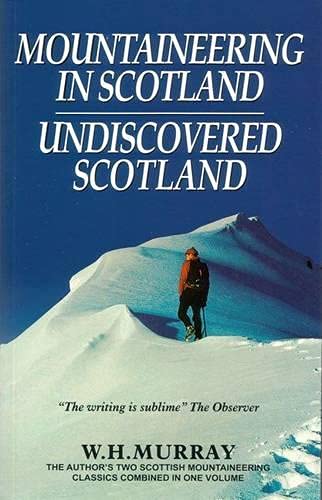 MOUNTAINEERING
IN SCOTLAND
UNDISCOVERED
SCOTLAND
"The writing is sublime" The Observer
W.H.MURRAY
THE AUTHOR'S TWO SCOTTISH MOUNTAINEERING
CLASSICS COMBINED IN ONE VOLUME